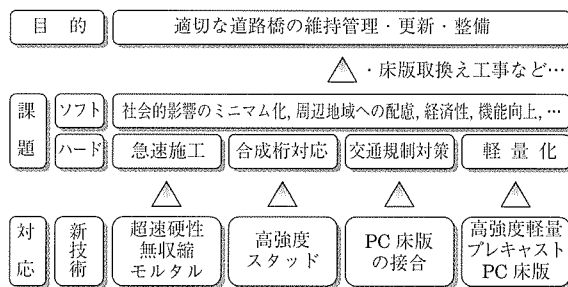 目 的
適切な道路橋の維持管理・更新・整備
・床版取換え工事など…
課題
ソフト
社会的影響のミニマム化, 周辺地域への配慮, 経済性, 機能向上, …
ハード
急速施工
合成桁対応
交通規制対策
軽 量 化
対応
新技術
超速硬性
無収縮
モルタル
高強度
スタッド
PC 床版
の接合
高強度軽量
プレキャスト
PC 床版